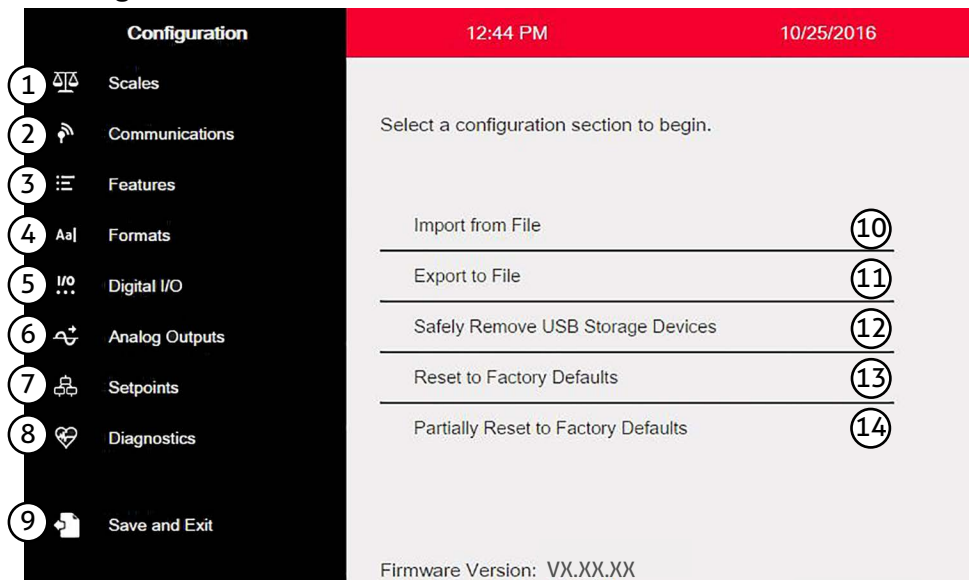 Configuration 12:44 PM 10/25/2016
1 Scales
2 Communications
3 Features
4 Aa| Formats
5 I/O Digital I/O
6 Analog Outputs
7 Setpoints
8 Diagnostics
9 Save and Exit
Select a configuration section to begin.
Import from File 10
Export to File 11
Safely Remove USB Storage Devices 12
Reset to Factory Defaults 13
Partially Reset to Factory Defaults 14
Firmware Version: VX.XX.XX